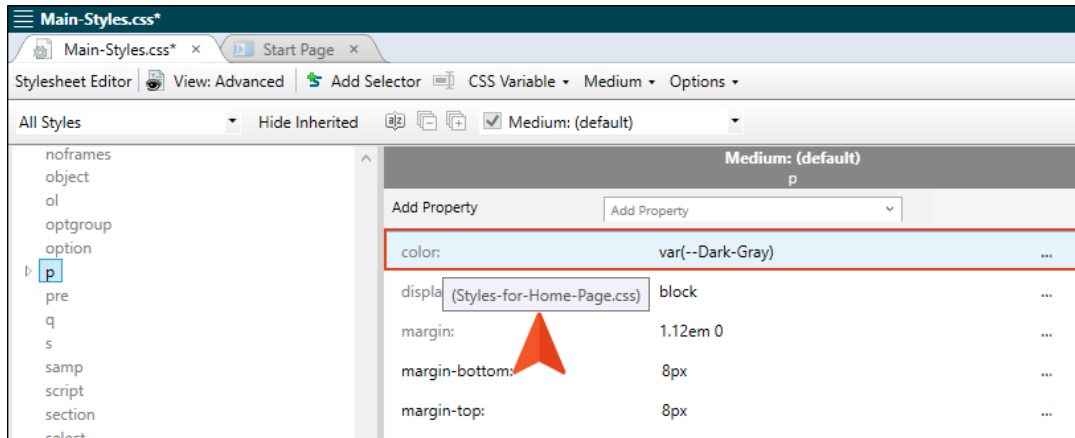 Main-Styles.css*
Main-Styles.css* × Start Page ×
Stylesheet Editor View: Advanced Add Selector CSS Variable Medium Options
All Styles Hide Inherited Medium: (default)
noframes
object
ol
optgroup
option
p
pre
q
s
samp
script
section
select
Medium: (default)
p
Add Property Add Property
color: var(--Dark-Gray) ...
displa block ...
(Styles-for-Home-Page.css)
margin: 1.12em 0 ...
margin-bottom: 8px ...
margin-top: 8px ...